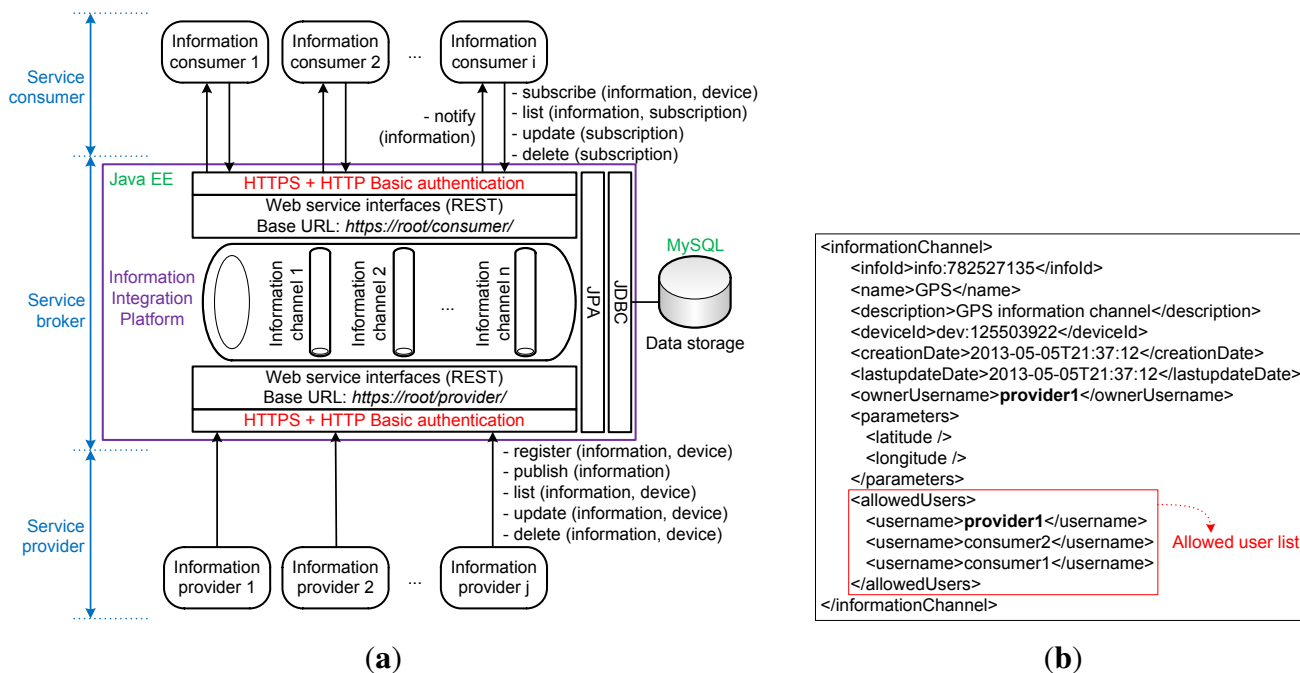 Service
consumer
Information
consumer 1
Information
consumer 2
...
Information
consumer i
- notify
(information)
- subscribe (information, device)
- list (information, subscription)
- update (subscription)
- delete (subscription)
Service
broker
Java EE
Information
Integration
Platform
HTTPS + HTTP Basic authentication
Web service interfaces (REST)
Base URL: https://root/consumer/
Information
channel 1
Information
channel 2
...
Information
channel n
Web service interfaces (REST)
Base URL: https://root/provider/
HTTPS + HTTP Basic authentication
JPA
JDBC
MySQL
Data storage
Service
provider
- register (information, device)
- publish (information)
- list (information, device)
- update (information, device)
- delete (information, device)
Information
provider 1
Information
provider 2
...
Information
provider j
(a)
<informationChannel>
<infoId>info:782527135</infoId>
<name>GPS</name>
<description>GPS information channel</description>
<deviceId>dev:125503922</deviceId>
<creationDate>2013-05-05T21:37:12</creationDate>
<lastupdateDate>2013-05-05T21:37:12</lastupdateDate>
<ownerUsername>provider1</ownerUsername>
<parameters>
<latitude />
<longitude />
</parameters>
<allowedUsers>
<username>provider1</username>
<username>consumer2</username>
<username>consumer1</username>
</allowedUsers>
</informationChannel>
Allowed user list
(b)